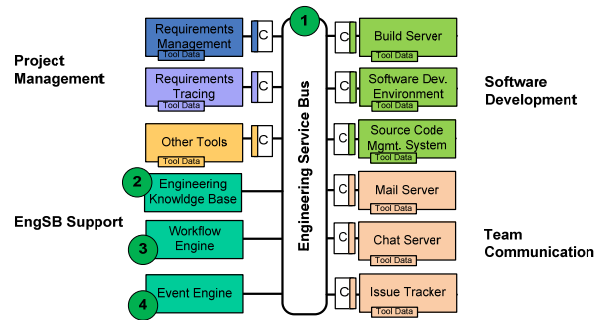 Project
Management
Requirements
Management
Tool Data
C
Requirements
Tracing
Tool Data
C
Other Tools
Tool Data
C
EngSB Support
2
Engineering
Knowldge Base
3
Workflow
Engine
4
Event Engine
1
Engineering Service Bus
C
Build Server
Tool Data
C
Software Dev.
Environment
Tool Data
C
Source Code
Mgmt. System
Tool Data
Software
Development
C
Mail Server
Tool Data
C
Chat Server
Tool Data
C
Issue Tracker
Tool Data
Team
Communication